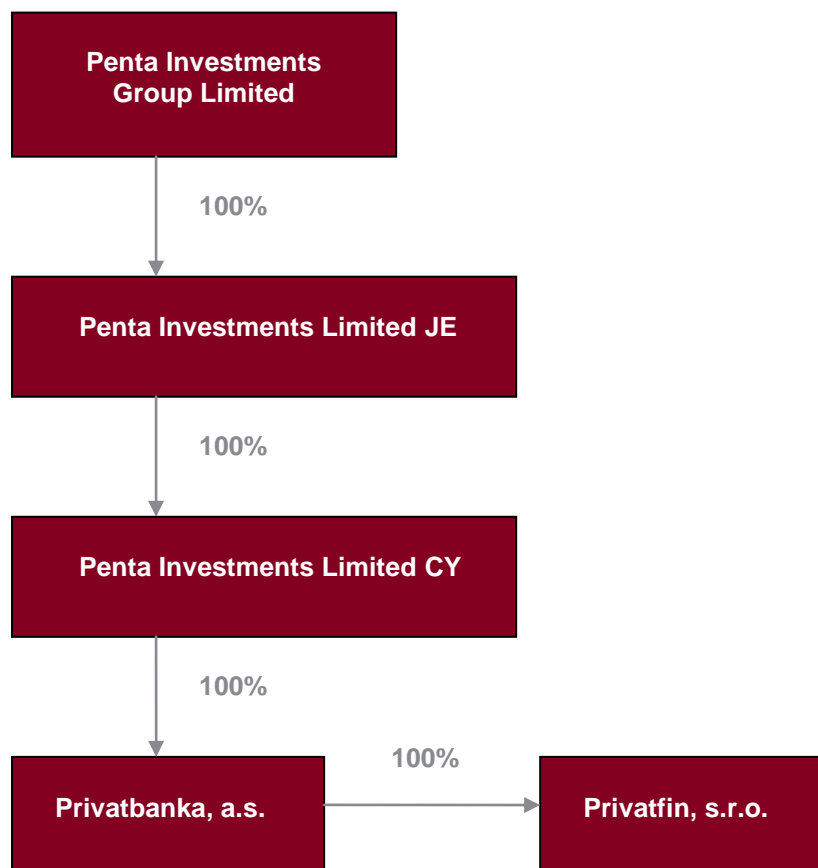 Penta Investments
Group Limited
100%
Penta Investments Limited JE
100%
Penta Investments Limited CY
100%
100%
Privatbanka, a.s.
Privatfin, s.r.o.